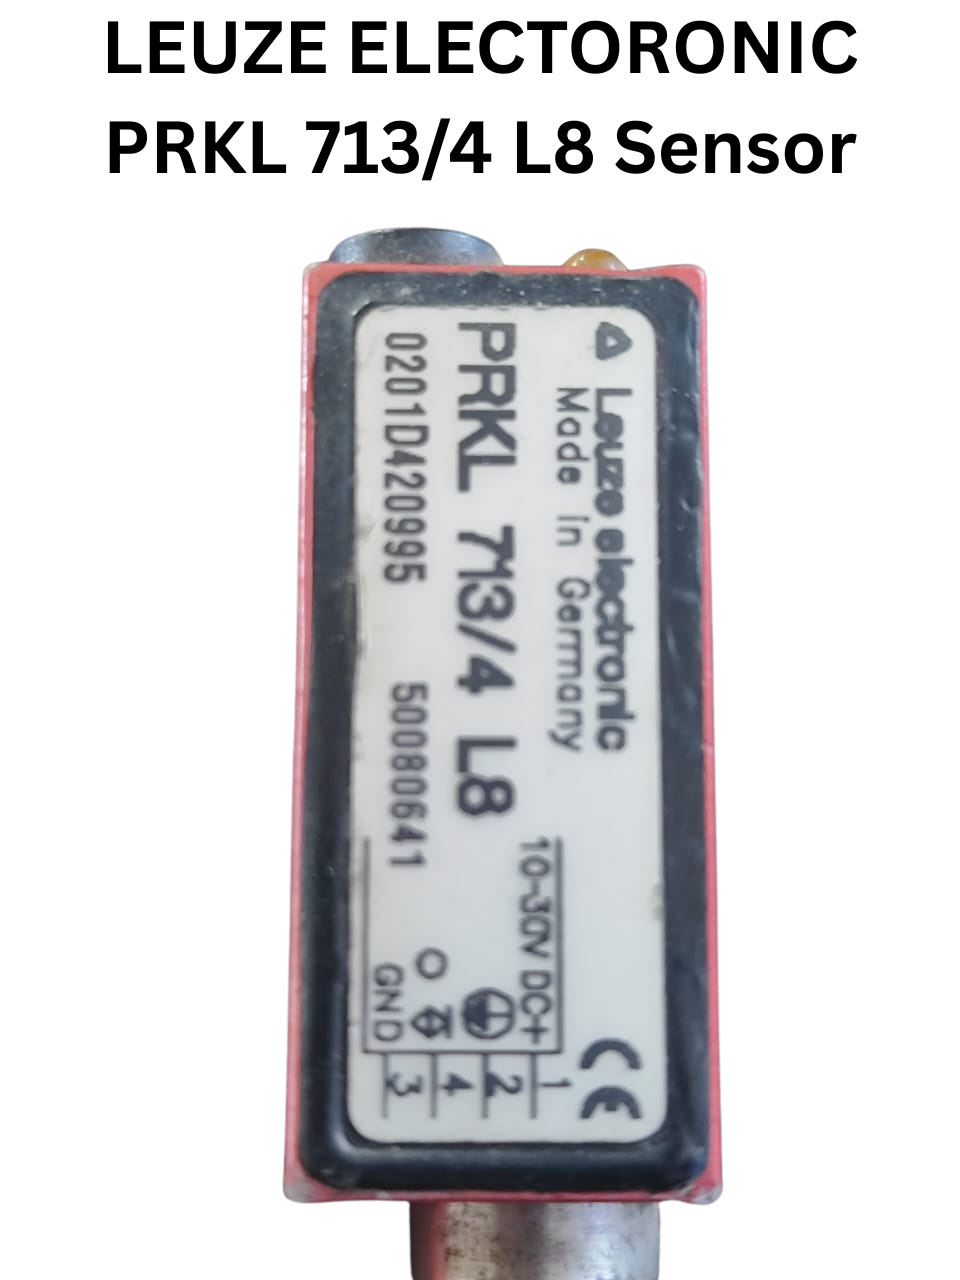 LEUZE ELECTORONIC
PRKL 713/4 L8 Sensor
Leuze electronic
Made in Germany
PRKL 713/4 L8
0201D420995 50080641
CE
10-30V DC+ 1
2
4
GND 3